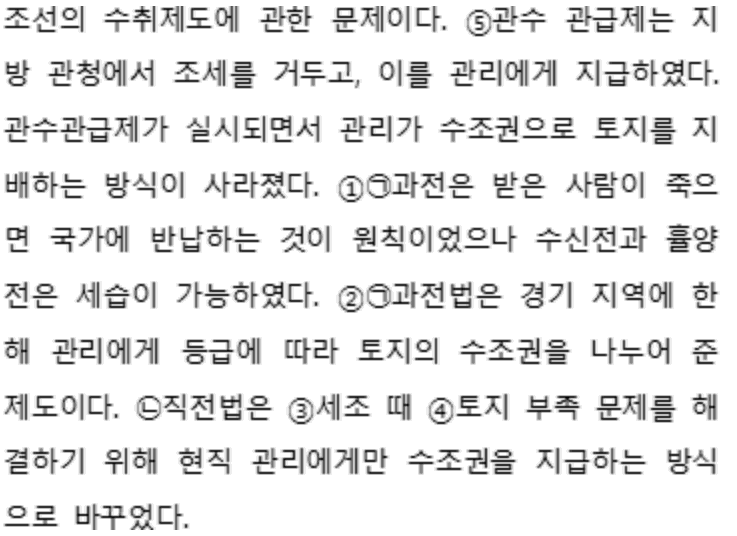 조선의 수취제도에 관한 문제이다. ⑤관수 관급제는 지
방 관청에서 조세를 거두고, 이를 관리에게 지급하였다.
관수관급제가 실시되면서 관리가 수조권으로 토지를 지
배하는 방식이 사라졌다. ①㉠과전은 받은 사람이 죽으
면 국가에 반납하는 것이 원칙이었으나 수신전과 휼양
전은 세습이 가능하였다. ②㉠과전법은 경기 지역에 한
해 관리에게 등급에 따라 토지의 수조권을 나누어 준
제도이다. ㉡직전법은 ③세조 때 ④토지 부족 문제를 해
결하기 위해 현직 관리에게만 수조권을 지급하는 방식
으로 바꾸었다.